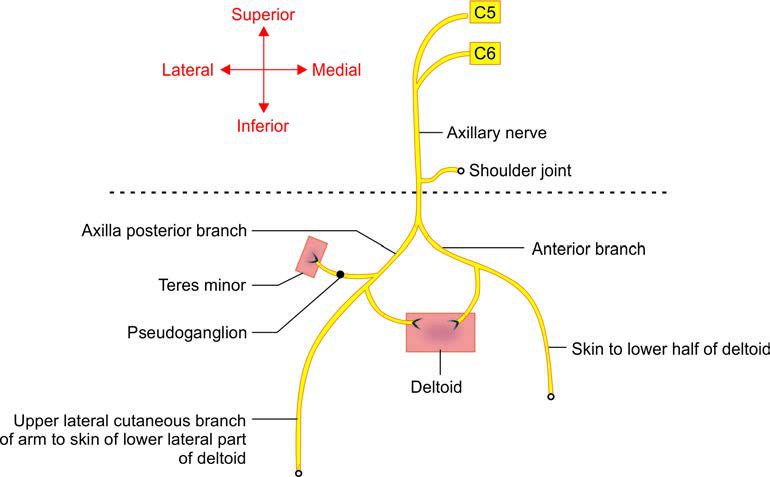 Superior
C5
C6
Lateral
Medial
Inferior
Axillary nerve
Shoulder joint
Axilla posterior branch
Anterior branch
Teres minor
Pseudoganglion
Skin to lower half of deltoid
Deltoid
Upper lateral cutaneous branch
of arm to skin of lower lateral part
of deltoid